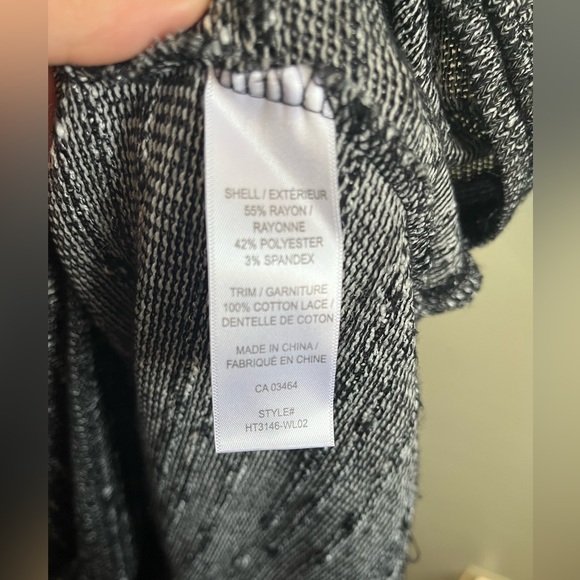 SHELL / EXTÉRIEUR
55% RAYON /
RAYONNE
42% POLYESTER
3% SPANDEX
TRIM / GARNITURE
100% COTTON LACE /
DENTELLE DE COTON
MADE IN CHINA /
FABRIQUÉ EN CHINE
CA 03464
STYLE#
HT3146-WL02